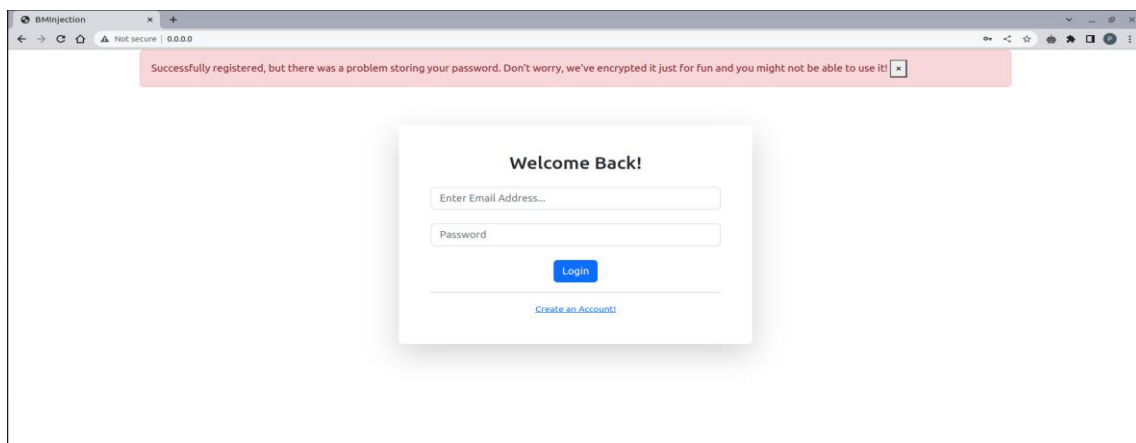 BMInjection
Not secure | 0.0.0.0
Successfully registered, but there was a problem storing your password. Don't worry, we've encrypted it just for fun and you might not be able to use it! ×
Welcome Back!
Enter Email Address...
Password
Login
Create an Account!